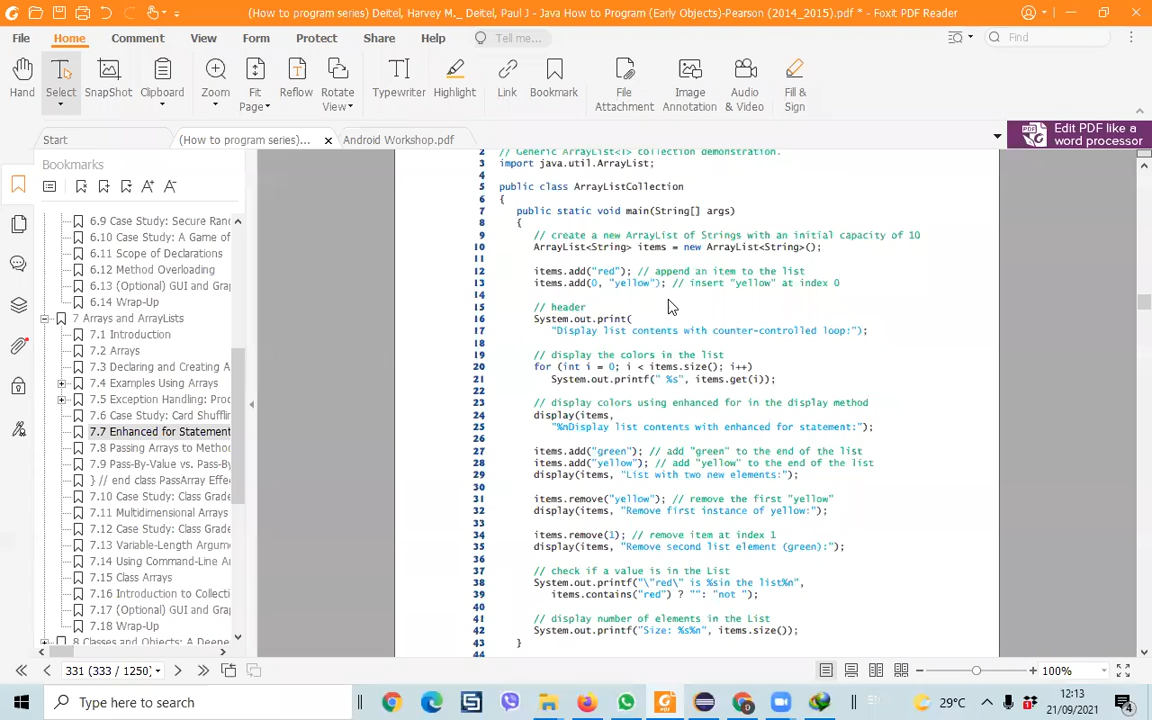 (How to program series) Deitel, Harvey M._ Deitel, Paul J - Java How to Program (Early Objects)-Pearson (2014_2015).pdf * - Foxit PDF Reader
File Home Comment View Form Protect Share Help Tell me... Find
Hand Select SnapShot Clipboard Zoom Fit Page Reflow Rotate View Typewriter Highlight Link Bookmark File Attachment Image Annotation Audio & Video Fill & Sign
Start (How to program series)... Android Workshop.pdf Edit PDF like a word processor
Bookmarks
6.9 Case Study: Secure Ran
6.10 Case Study: A Game of
6.11 Scope of Declarations
6.12 Method Overloading
6.13 (Optional) GUI and Grap
6.14 Wrap-Up
7 Arrays and ArrayLists
7.1 Introduction
7.2 Arrays
7.3 Declaring and Creating A
7.4 Examples Using Arrays
7.5 Exception Handling: Proc
7.6 Case Study: Card Shuffli
7.7 Enhanced for Statement
7.8 Passing Arrays to Metho
7.9 Pass-By-Value vs. Pass-B
} // end class PassArray Effe
7.10 Case Study: Class Grade
7.11 Multidimensional Arrays
7.12 Case Study: Class Grade
7.13 Variable-Length Argum
7.14 Using Command-Line Ar
7.15 Class Arrays
7.16 Introduction to Collecti
7.17 (Optional) GUI and Grap
7.18 Wrap-Up
8 Classes and Objects: A Deepe
2 // Generic ArrayList<T> collection demonstration.
3 import java.util.ArrayList;
4
5 public class ArrayListCollection
6 {
7 public static void main(String[] args)
8 {
9 // create a new ArrayList of Strings with an initial capacity of 10
10 ArrayList<String> items = new ArrayList<String>();
11
12 items.add("red"); // append an item to the list
13 items.add(0, "yellow"); // insert "yellow" at index 0
14
15 // header
16 System.out.print(
17 "Display list contents with counter-controlled loop:");
18
19 // display the colors in the list
20 for (int i = 0; i < items.size(); i++)
21 System.out.printf(" %s", items.get(i));
22
23 // display colors using enhanced for in the display method
24 display(items,
25 "%nDisplay list contents with enhanced for statement:");
26
27 items.add("green"); // add "green" to the end of the list
28 items.add("yellow"); // add "yellow" to the end of the list
29 display(items, "List with two new elements:");
30
31 items.remove("yellow"); // remove the first "yellow"
32 display(items, "Remove first instance of yellow:");
33
34 items.remove(1); // remove item at index 1
35 display(items, "Remove second list element (green):");
36
37 // check if a value is in the List
38 System.out.printf("\"red\" is %sin the list%n",
39 items.contains("red") ? "": "not ");
40
41 // display number of elements in the List
42 System.out.printf("Size: %s%n", items.size());
43 }
44
331 (333 / 1250) 100%
Type here to search 29°C 12:13
21/09/2021 4